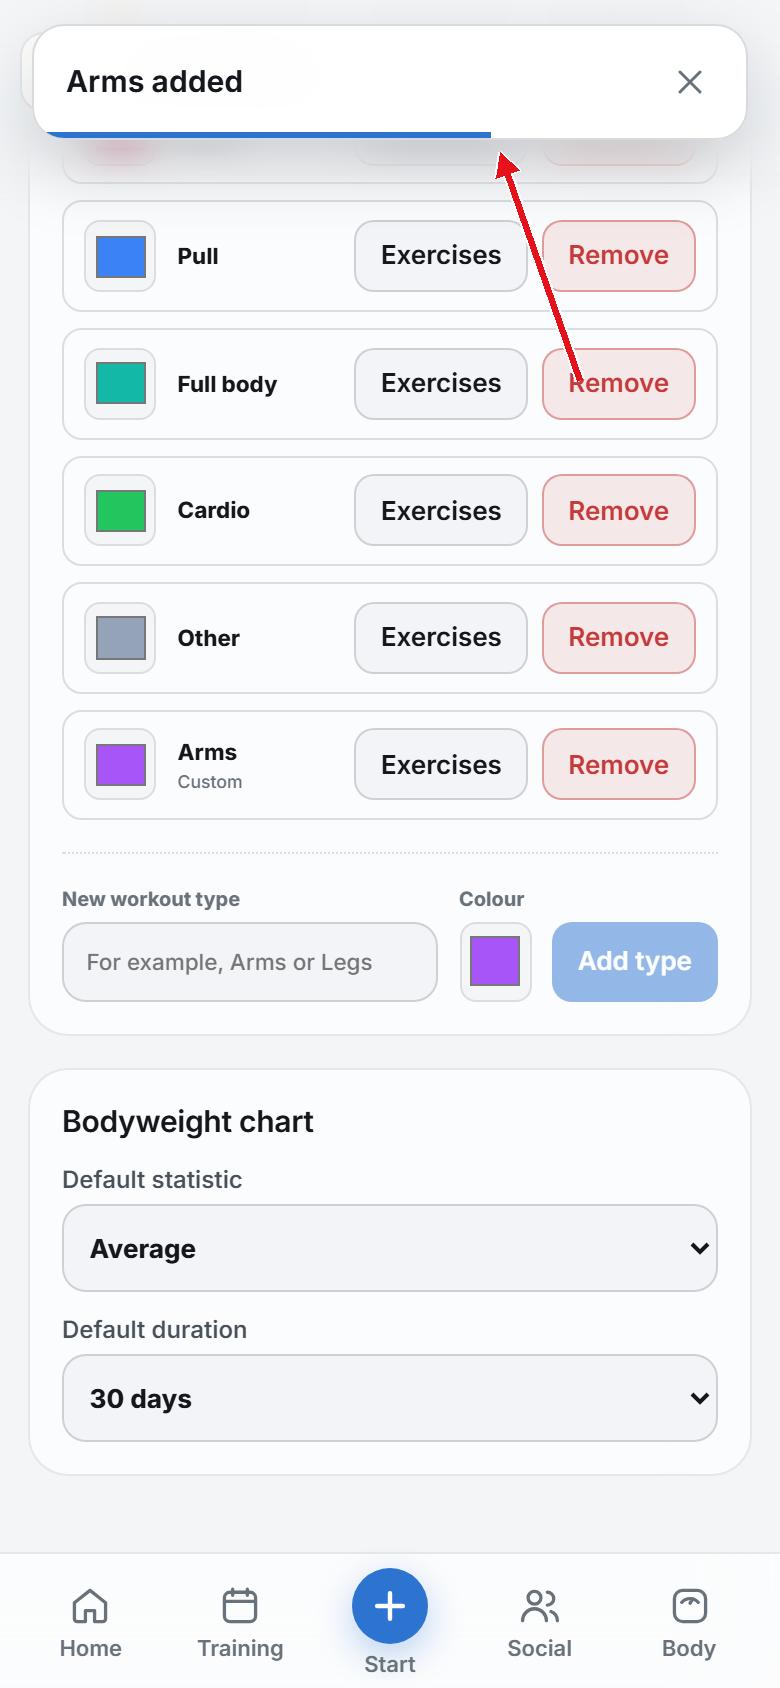 Arms added
Pull
Exercises
Remove
Full body
Exercises
Remove
Cardio
Exercises
Remove
Other
Exercises
Remove
Arms
Custom
Exercises
Remove
New workout type
Colour
For example, Arms or Legs
Add type
Bodyweight chart
Default statistic
Average
Default duration
30 days
Home
Training
Start
Social
Body